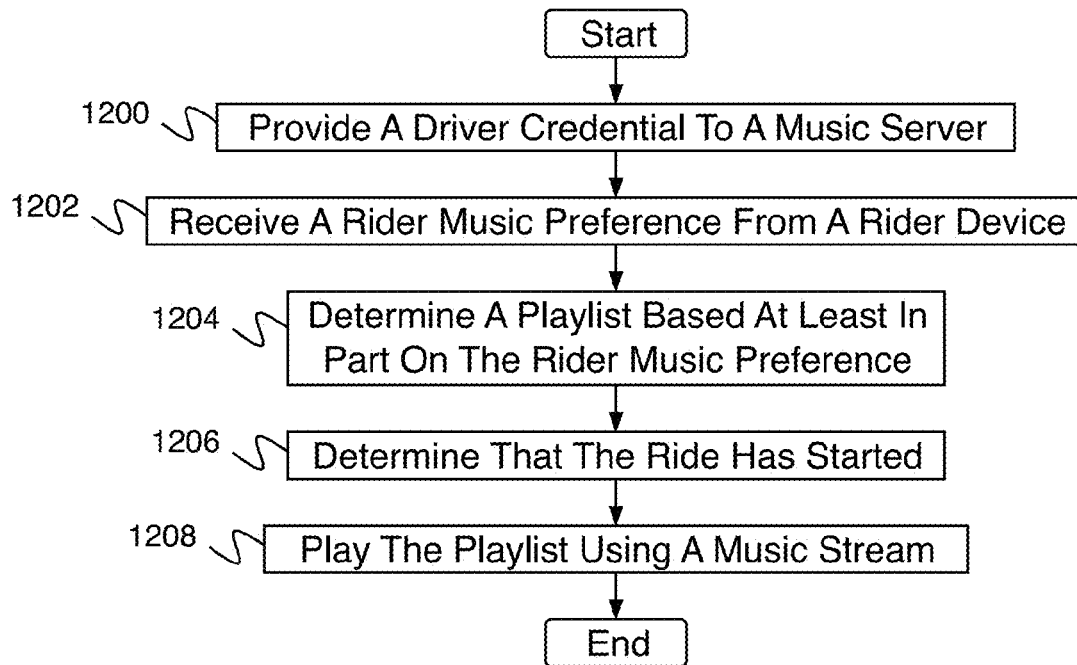 Start
1200
Provide A Driver Credential To A Music Server
1202
Receive A Rider Music Preference From A Rider Device
1204
Determine A Playlist Based At Least In
Part On The Rider Music Preference
1206
Determine That The Ride Has Started
1208
Play The Playlist Using A Music Stream
End